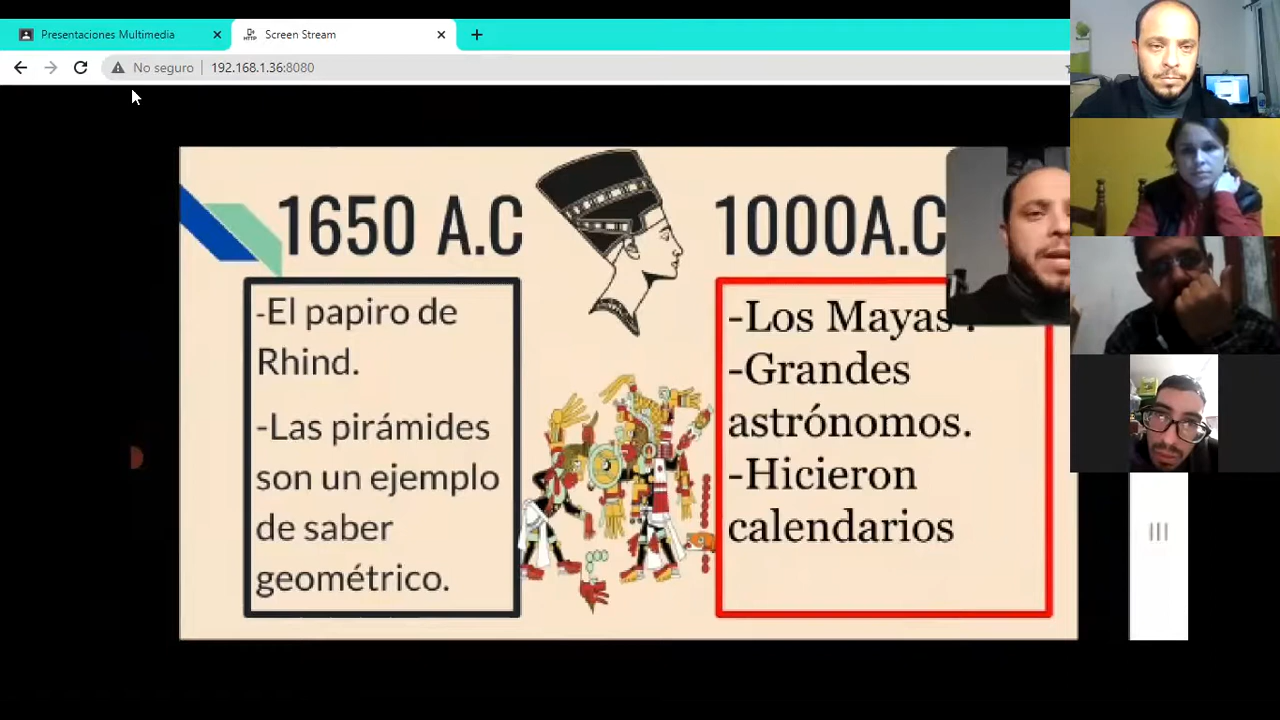 Presentaciones Multimedia
Screen Stream
No seguro
192.168.1.36:8080
1650 A.C
-El papiro de
Rhind.
-Las pirámides
son un ejemplo
de saber
geométrico.
1000A.C
-Los Mayas .
-Grandes
astrónomos.
-Hicieron
calendarios